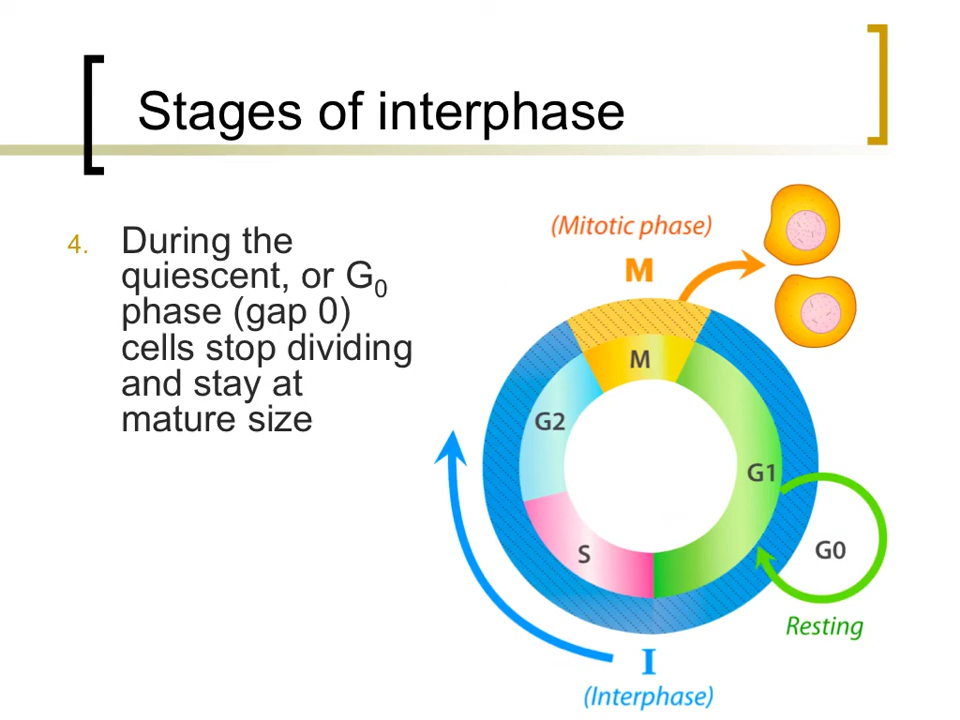 Stages of interphase
4. During the
quiescent, or G₀
phase (gap 0)
cells stop dividing
and stay at
mature size
(Mitotic phase)
M
M
G2
G1
S
G0
Resting
I
(Interphase)